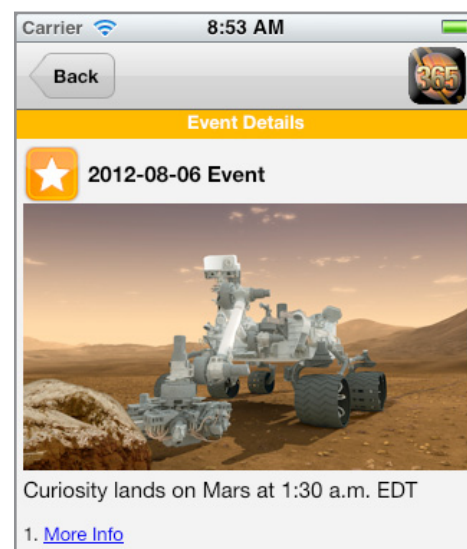 Carrier 8:53 AM
Back
365
Event Details
2012-08-06 Event
Curiosity lands on Mars at 1:30 a.m. EDT
1. More Info